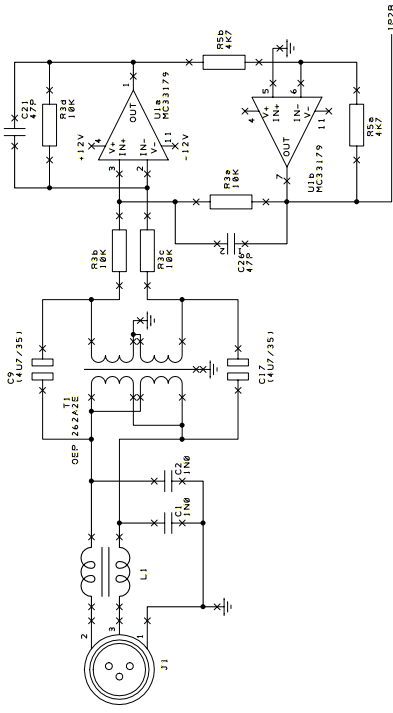 1P2B
R5b
4K7
C21
47P
R3d
10K
U1a
MC33179
1
OUT
5
6
V+
IN+
IN-
V-
4
11
OUT
7
U1b
MC33179
R5a
4K7
+12V
4
V+
IN+
IN-
V-
11
-12V
3
2
R3a
10K
C26
47P
R3b
10K
R3c
10K
C9
(4U7/35)
C17
(4U7/35)
T1
OEP 262A2E
C2
1N0
C1
1N0
L1
2
3
1
J1